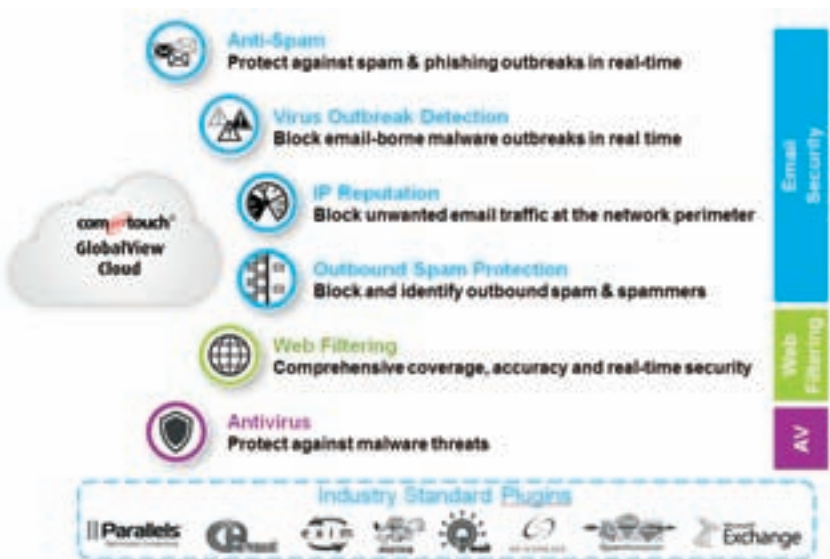 Anti-Spam
Protect against spam & phishing outbreaks in real-time
Virus Outbreak Detection
Block email-borne malware outbreaks in real time
IP Reputation
Block unwanted email traffic at the network perimeter
commtouch®
GlobalView
Cloud
Outbound Spam Protection
Block and identify outbound spam & spammers
Web Filtering
Comprehensive coverage, accuracy and real-time security
Antivirus
Protect against malware threats
Email
Security
Web
Filtering
AV
Industry Standard Plugins
Parallels
exim
Exchange